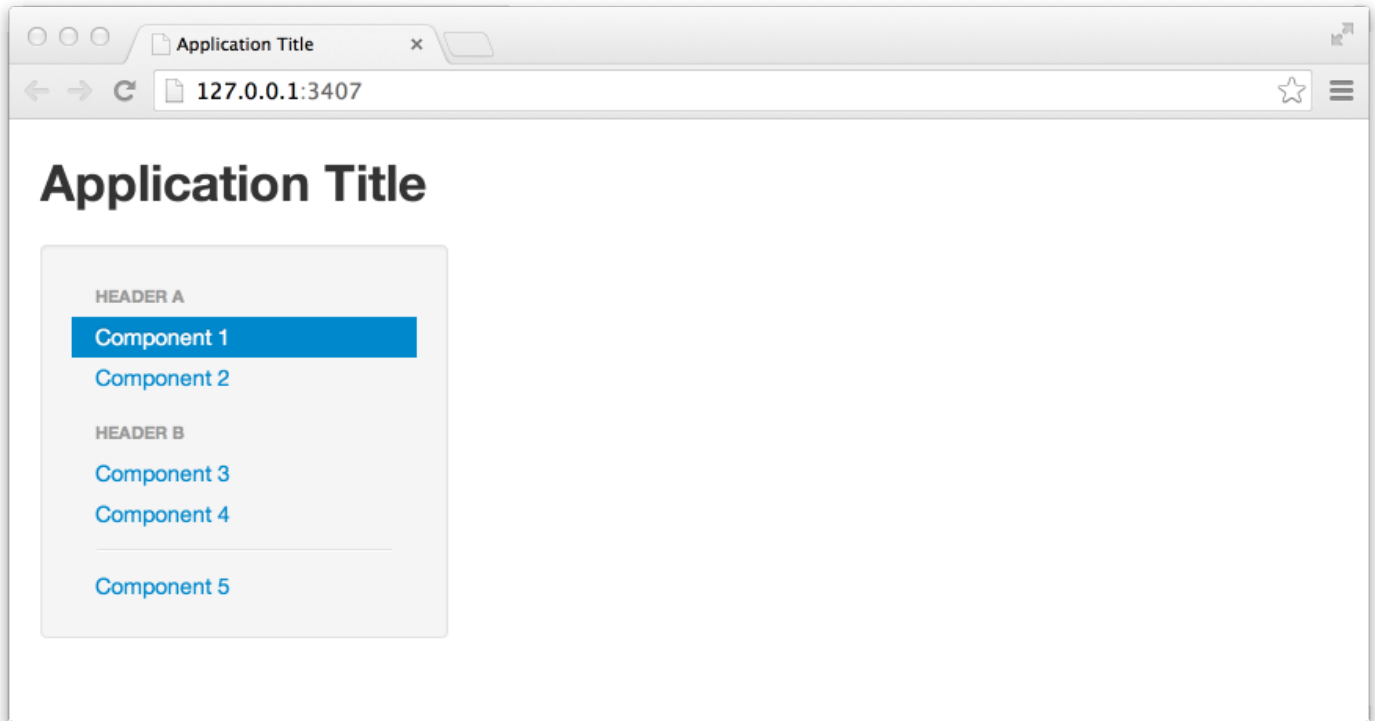 Application Title
127.0.0.1:3407
Application Title
HEADER A
Component 1
Component 2
HEADER B
Component 3
Component 4
Component 5